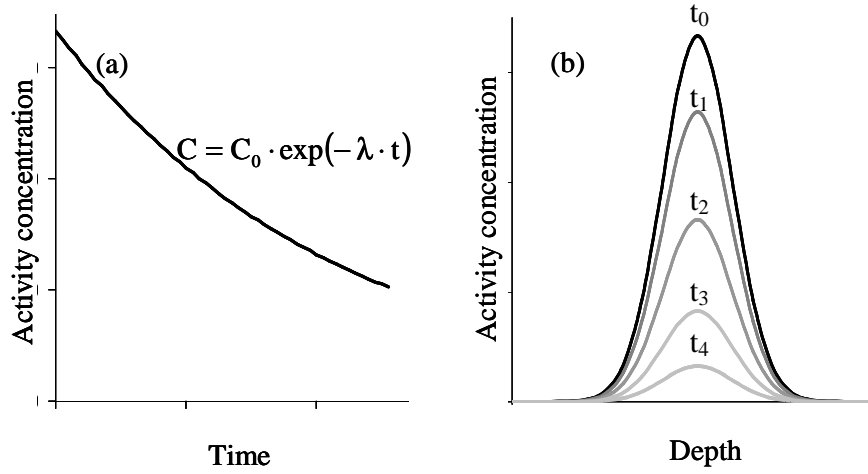 (a)
C = C₀ · exp(− λ · t)
Activity concentration
Time
(b)
t₀
t₁
t₂
t₃
t₄
Activity concentration
Depth